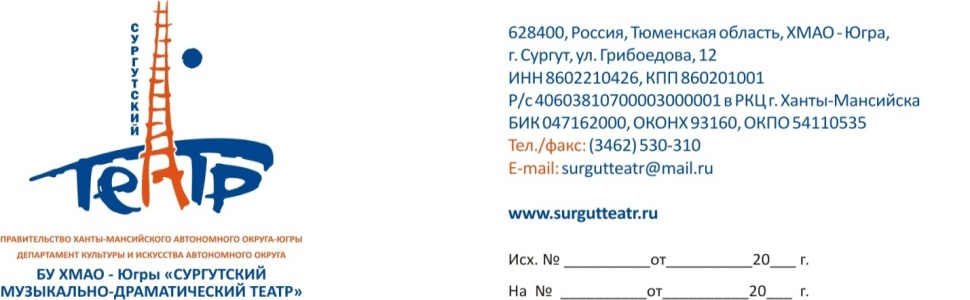 СУРГУТСКИЙ
Театр
ПРАВИТЕЛЬСТВО ХАНТЫ-МАНСИЙСКОГО АВТОНОМНОГО ОКРУГА-ЮГРЫ
ДЕПАРТАМЕНТ КУЛЬТУРЫ И ИСКУССТВА АВТОНОМНОГО ОКРУГА
БУ ХМАО - Югры «СУРГУТСКИЙ
МУЗЫКАЛЬНО-ДРАМАТИЧЕСКИЙ ТЕАТР»
628400, Россия, Тюменская область, ХМАО - Югра,
г. Сургут, ул. Грибоедова, 12
ИНН 8602210426, КПП 860201001
Р/с 40603810700003000001 в РКЦ г. Ханты-Мансийска
БИК 047162000, ОКОНХ 93160, ОКПО 54110535
Тел./факс: (3462) 530-310
E-mail: surgutteatr@mail.ru
www.surgutteatr.ru
Исх. № __________от__________20___ г.
На № __________от__________20___ г.